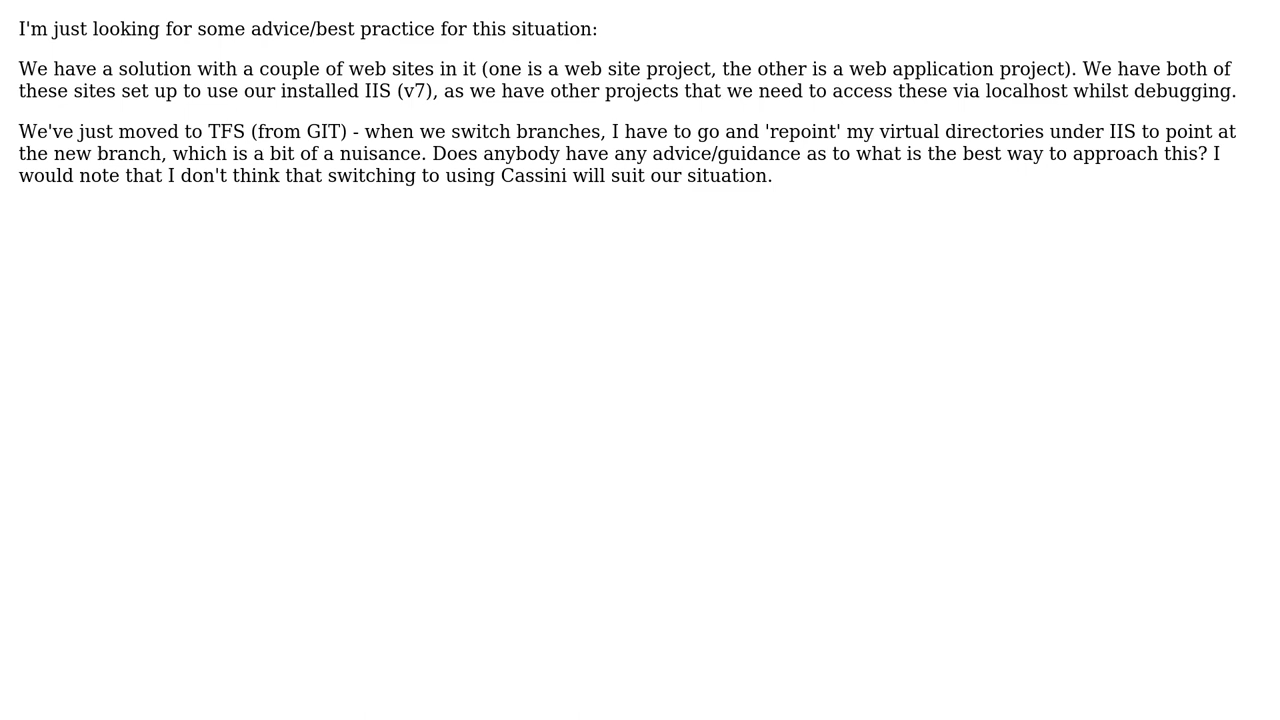 I'm just looking for some advice/best practice for this situation:
We have a solution with a couple of web sites in it (one is a web site project, the other is a web application project). We have both of
these sites set up to use our installed IIS (v7), as we have other projects that we need to access these via localhost whilst debugging.
We've just moved to TFS (from GIT) - when we switch branches, I have to go and 'repoint' my virtual directories under IIS to point at
the new branch, which is a bit of a nuisance. Does anybody have any advice/guidance as to what is the best way to approach this? I
would note that I don't think that switching to using Cassini will suit our situation.